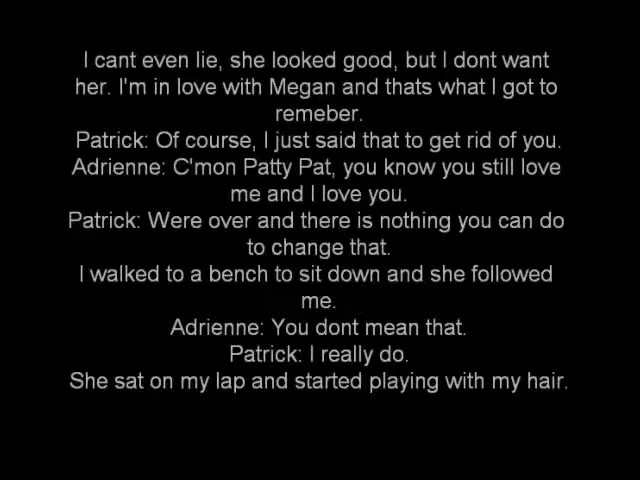 I cant even lie, she looked good, but I dont want
her. I'm in love with Megan and thats what I got to
remeber.
Patrick: Of course, I just said that to get rid of you.
Adrienne: C'mon Patty Pat, you know you still love
me and I love you.
Patrick: Were over and there is nothing you can do
to change that.
I walked to a bench to sit down and she followed
me.
Adrienne: You dont mean that.
Patrick: I really do.
She sat on my lap and started playing with my hair.